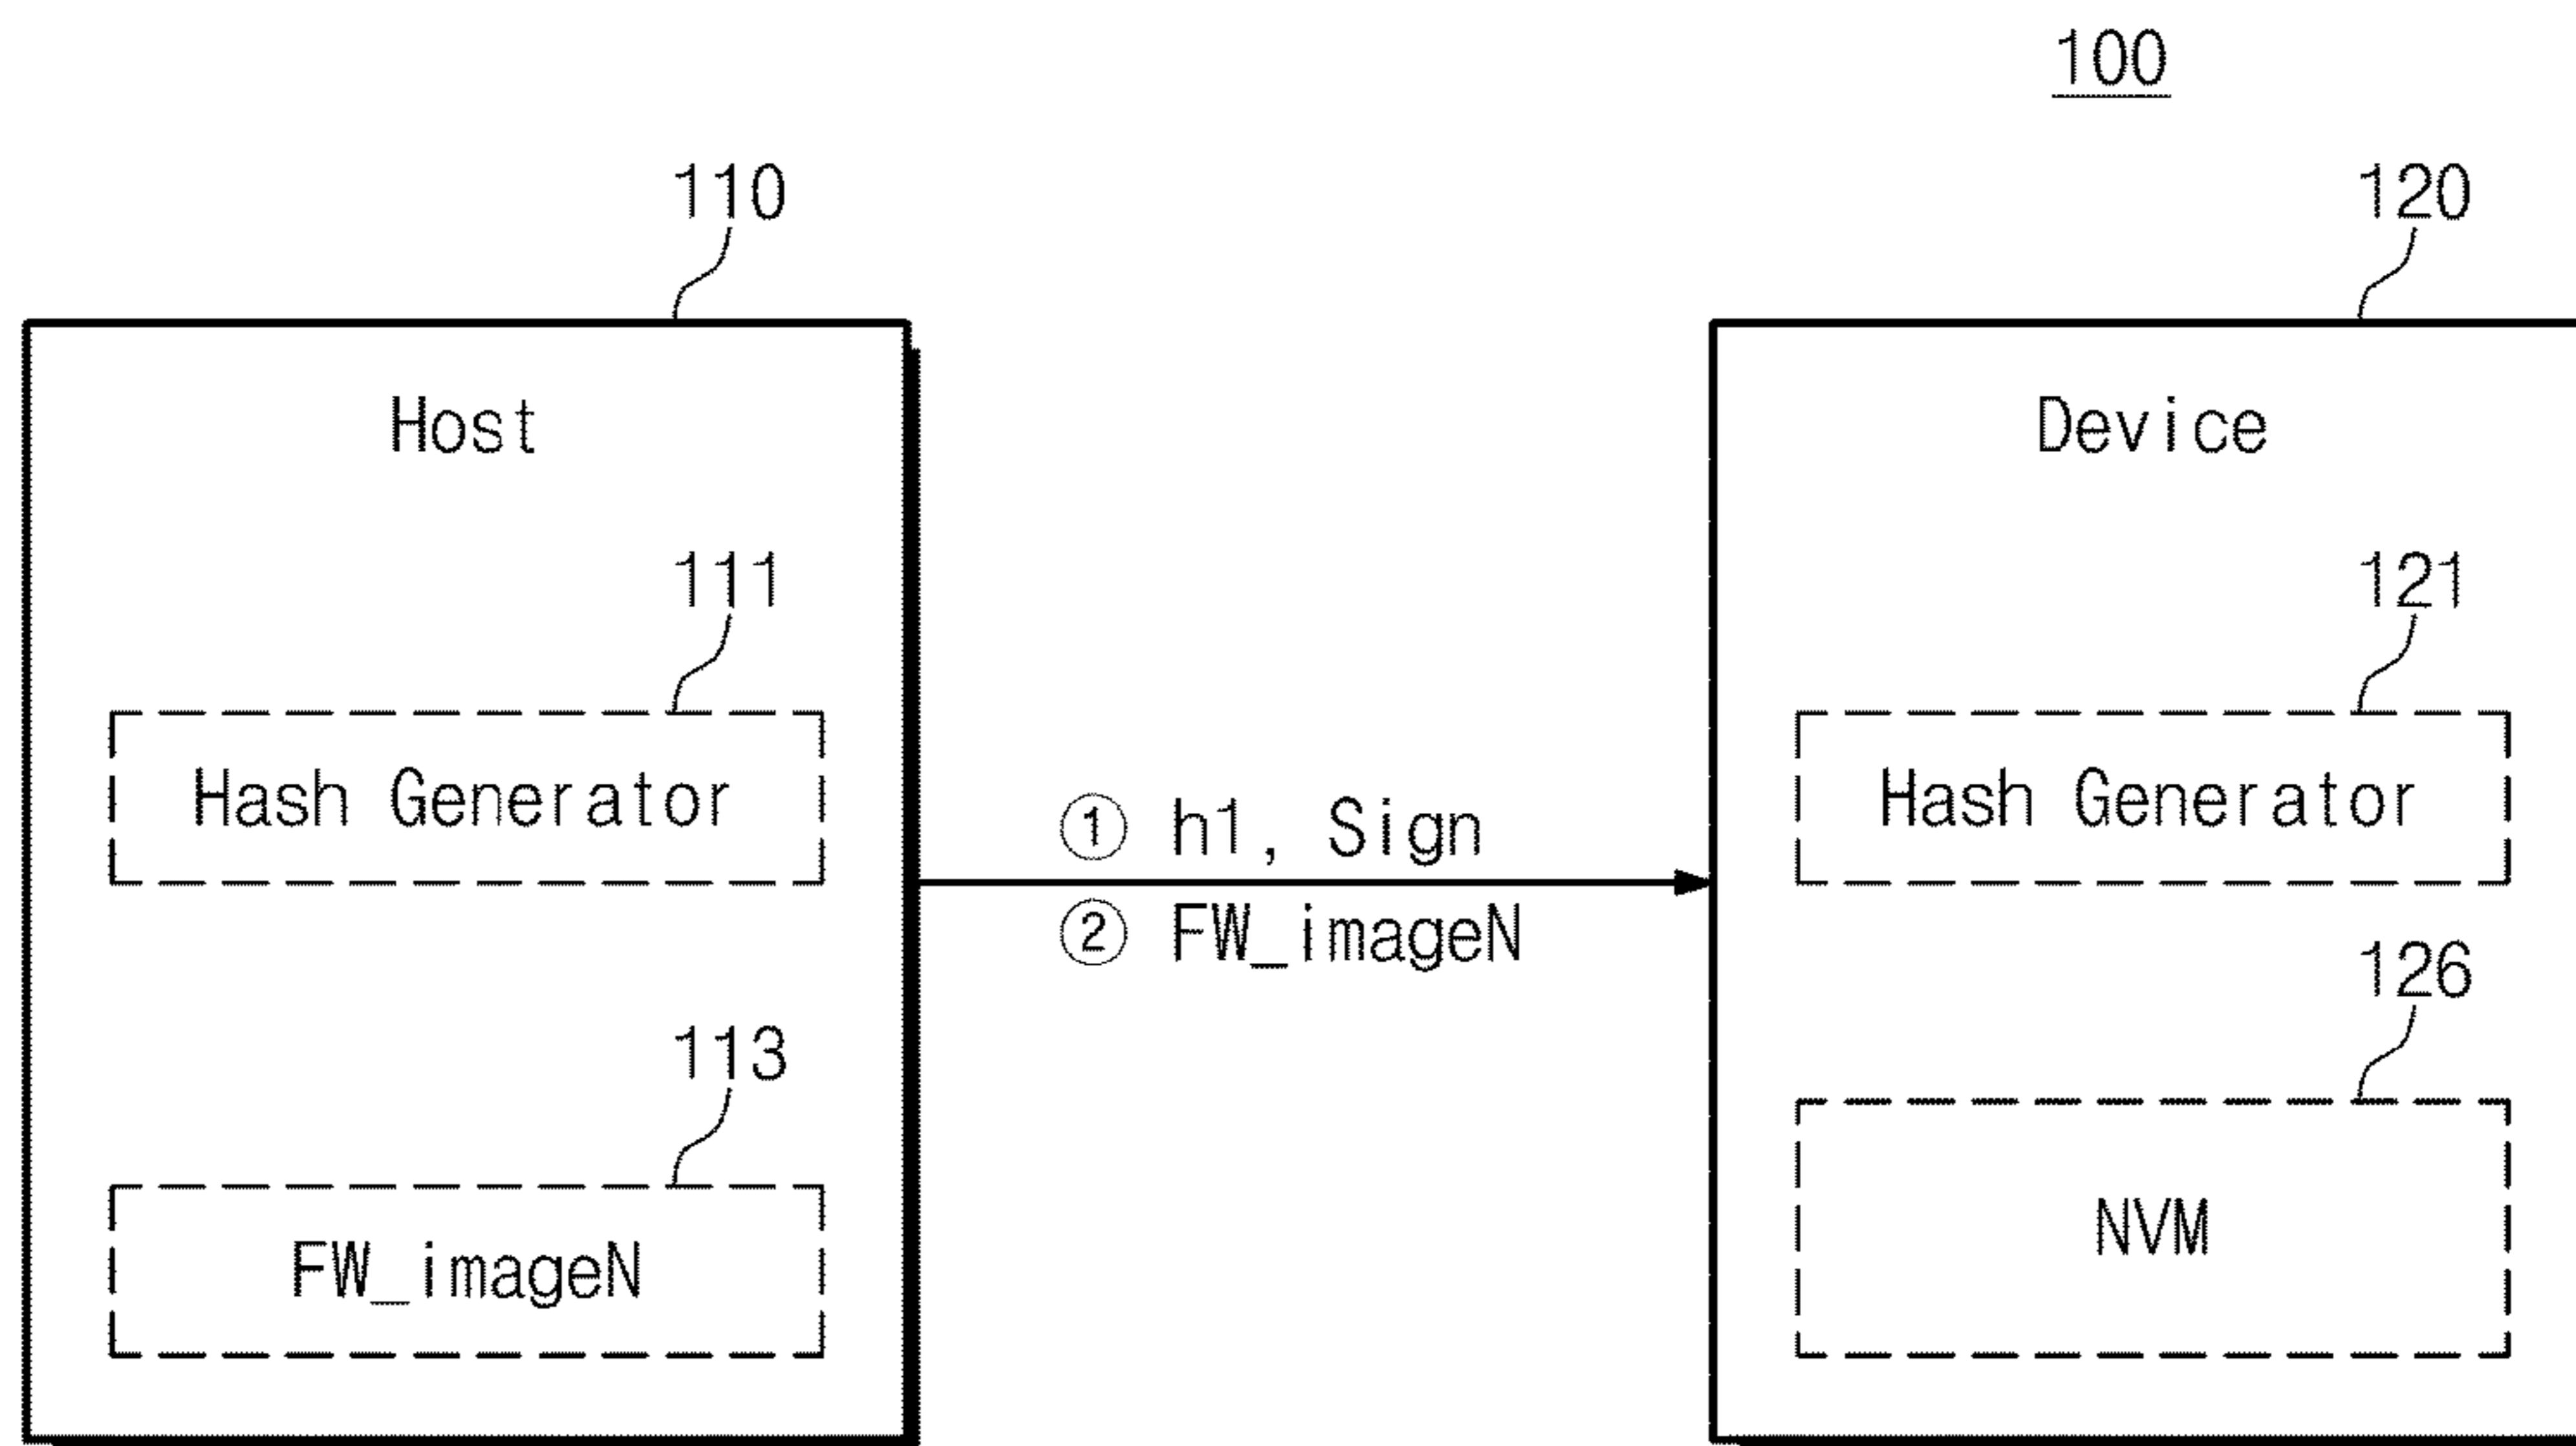 100
110
120
Host
Device
111
121
Hash Generator
Hash Generator
① h1, Sign
② FW_imageN
113
126
FW_imageN
NVM